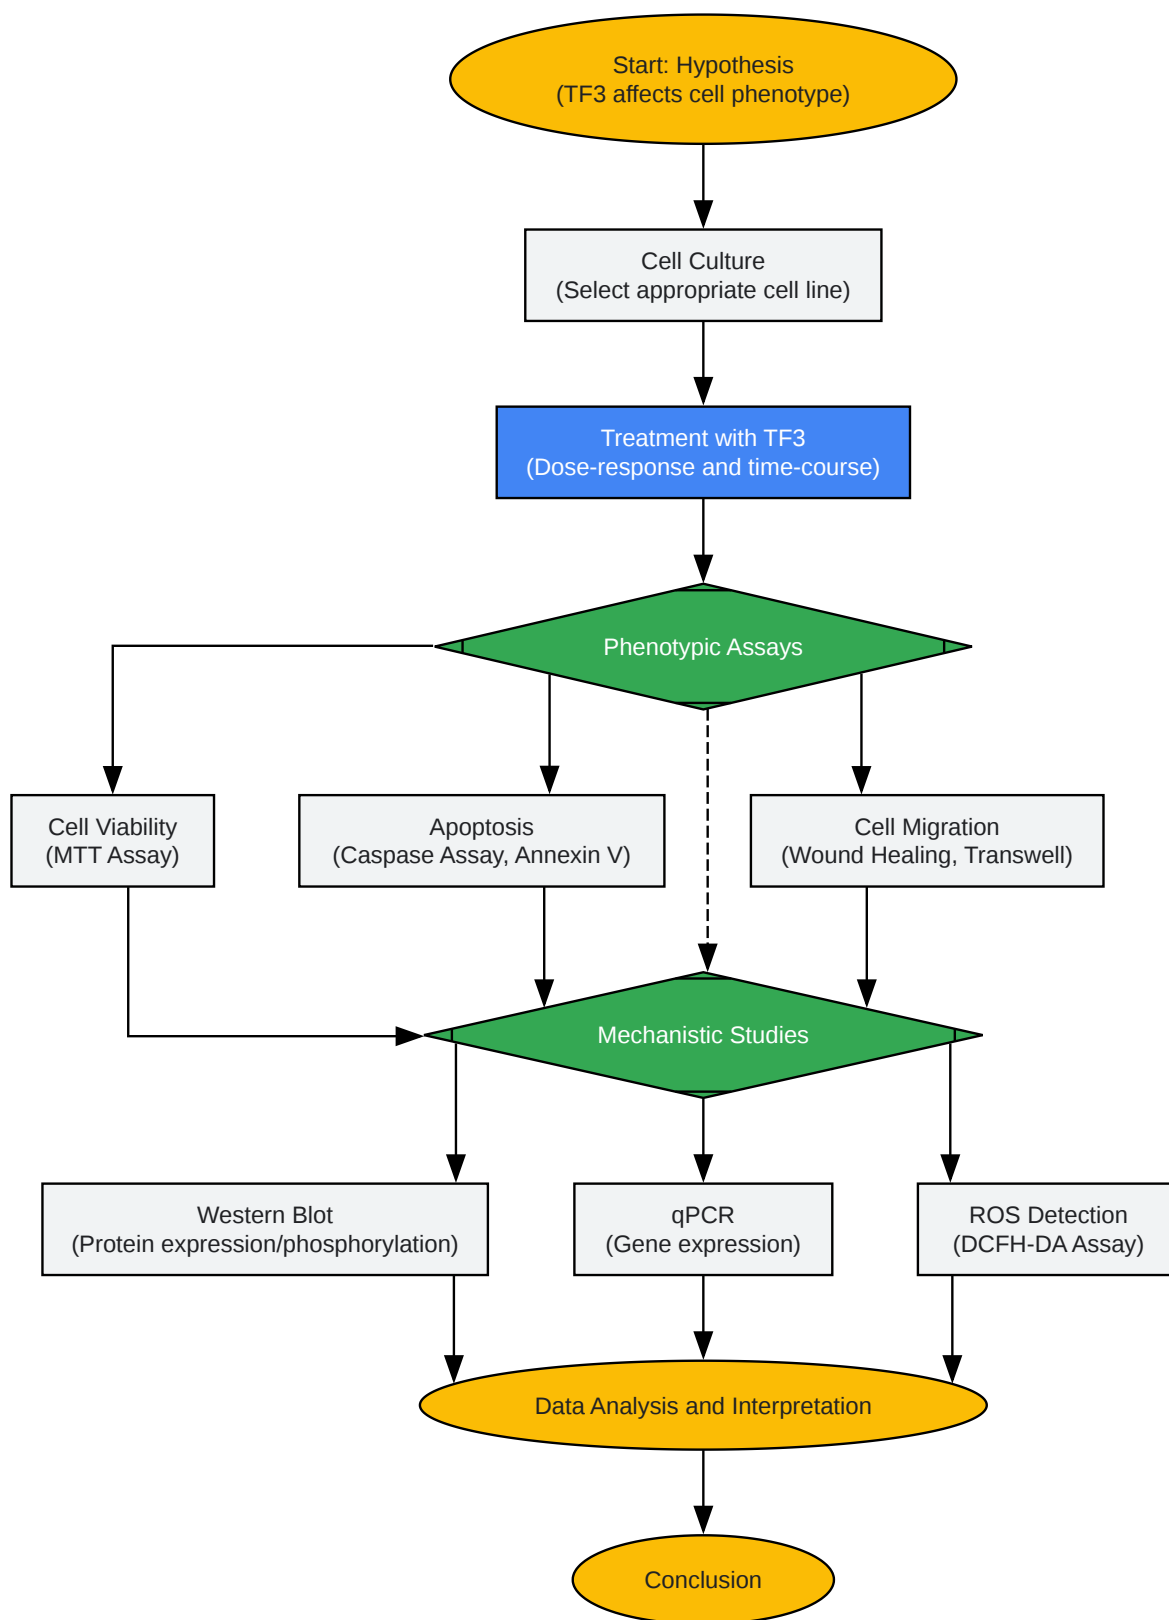 Start: Hypothesis
(TF3 affects cell phenotype)
Cell Culture
(Select appropriate cell line)
Treatment with TF3
(Dose-response and time-course)
Phenotypic Assays
Cell Viability
(MTT Assay)
Apoptosis
(Caspase Assay, Annexin V)
Cell Migration
(Wound Healing, Transwell)
Mechanistic Studies
Western Blot
(Protein expression/phosphorylation)
qPCR
(Gene expression)
ROS Detection
(DCFH-DA Assay)
Data Analysis and Interpretation
Conclusion